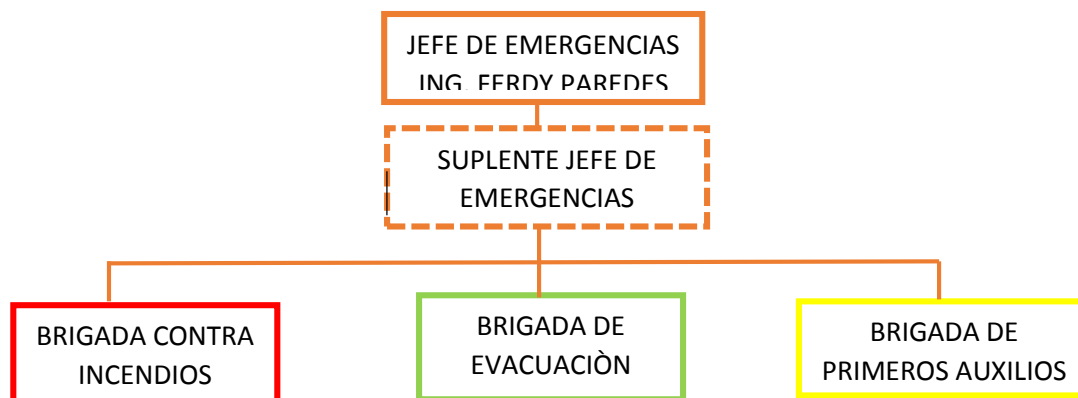 JEFE DE EMERGENCIAS
ING. FERDY PAREDES
SUPLENTE JEFE DE
EMERGENCIAS
BRIGADA CONTRA
INCENDIOS
BRIGADA DE
EVACUACIÒN
BRIGADA DE
PRIMEROS AUXILIOS